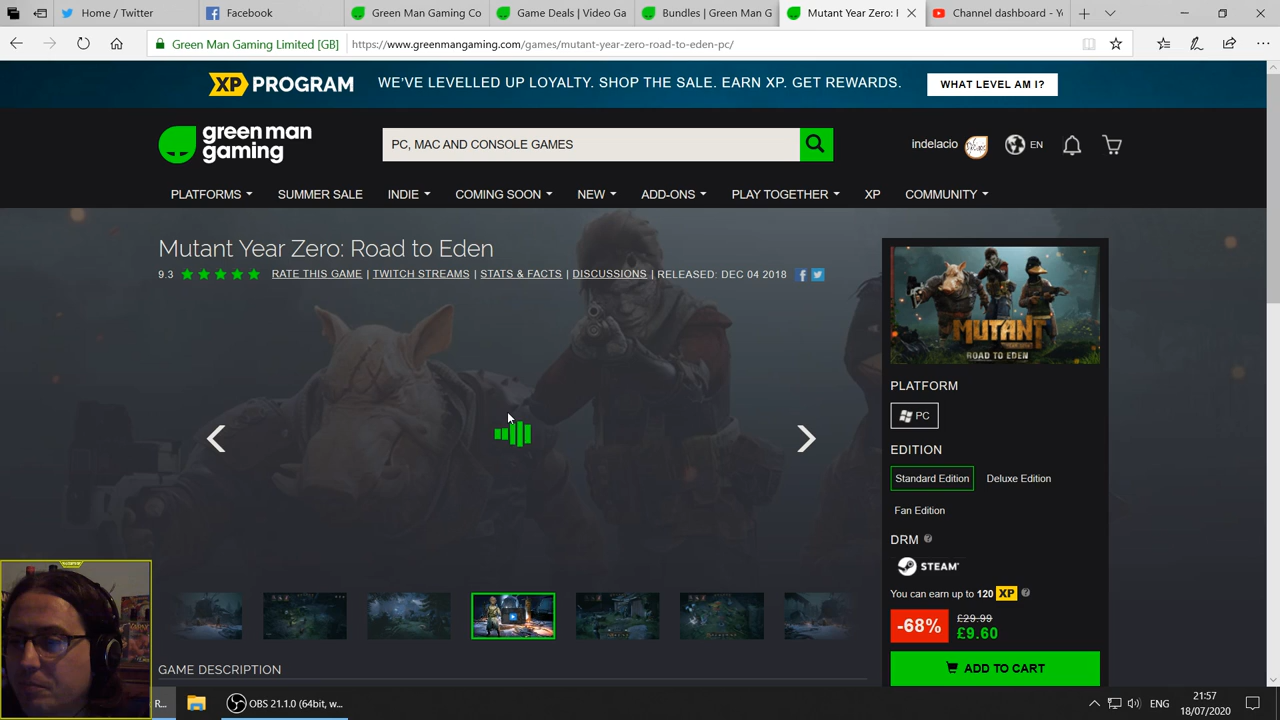 Home / Twitter
Facebook
Green Man Gaming Co
Game Deals | Video Ga
Bundles | Green Man G
Mutant Year Zero: R
Channel dashboard - Y
Green Man Gaming Limited [GB]
https://www.greenmangaming.com/games/mutant-year-zero-road-to-eden-pc/
XP PROGRAM
WE'VE LEVELLED UP LOYALTY. SHOP THE SALE. EARN XP. GET REWARDS.
WHAT LEVEL AM I?
green man gaming
PC, MAC AND CONSOLE GAMES
indelacio
EN
PLATFORMS
SUMMER SALE
INDIE
COMING SOON
NEW
ADD-ONS
PLAY TOGETHER
XP
COMMUNITY
Mutant Year Zero: Road to Eden
9.3
RATE THIS GAME | TWITCH STREAMS | STATS & FACTS | DISCUSSIONS | RELEASED: DEC 04 2018
MUTANT
YEAR ZERO
ROAD TO EDEN
PLATFORM
PC
EDITION
Standard Edition
Deluxe Edition
Fan Edition
DRM
STEAM
You can earn up to 120 XP
-68%
£29.99
£9.60
ADD TO CART
GAME DESCRIPTION
R...
OBS 21.1.0 (64bit, w...
ENG
21:57
18/07/2020